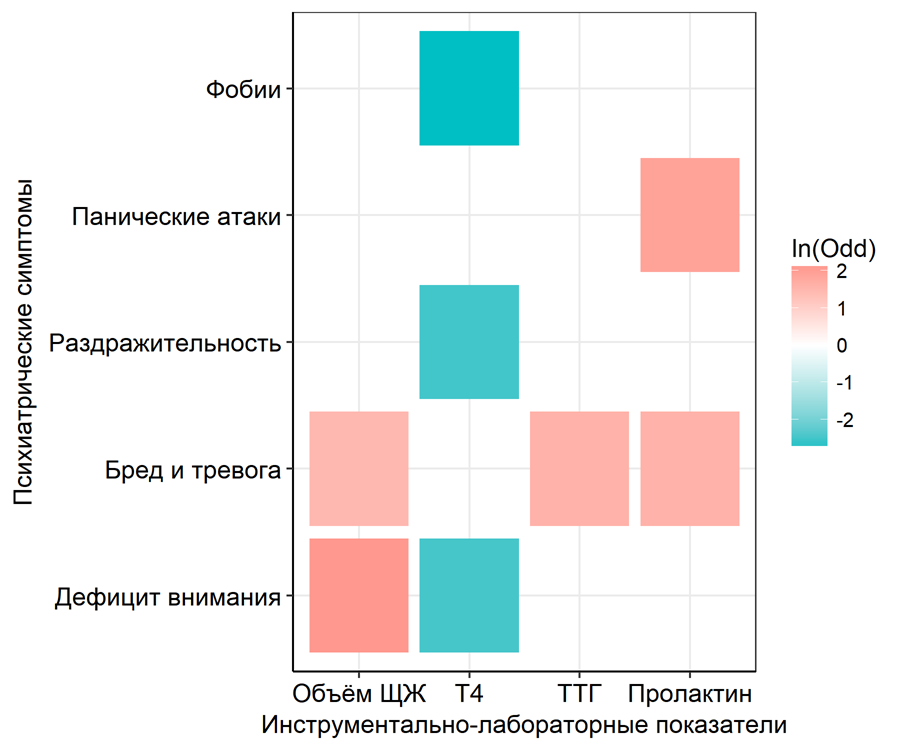 Психиатрические симптомы
Фобии
Панические атаки
Раздражительность
Бред и тревога
Дефицит внимания
Объём ЩЖ
Т4
ТТГ
Пролактин
Инструментально-лабораторные показатели
ln(Odd)
2
1
0
-1
-2